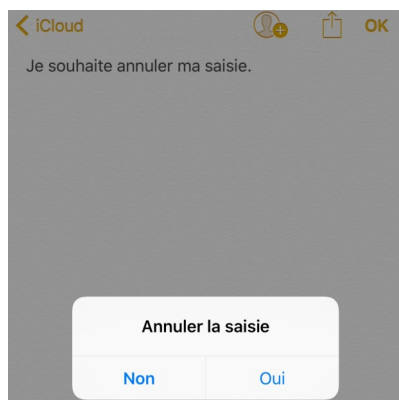 iCloud OK
Je souhaite annuler ma saisie.
Annuler la saisie
Non Oui